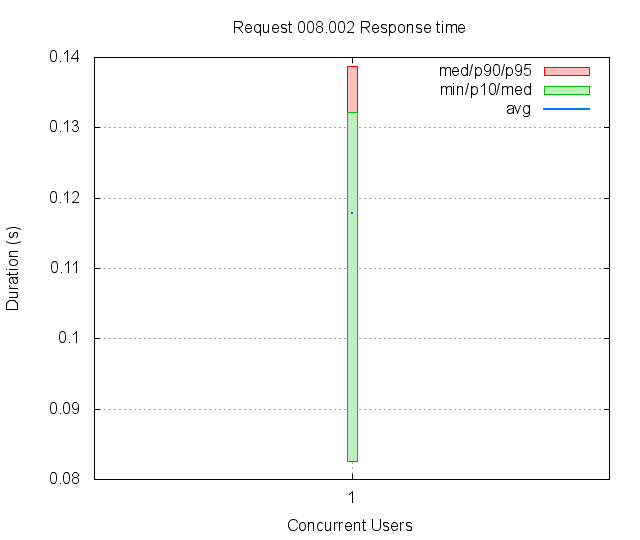 Request 008.002 Response time
med/p90/p95
min/p10/med
avg
0.14
0.13
0.12
0.11
0.1
0.09
0.08
Duration (s)
1
Concurrent Users